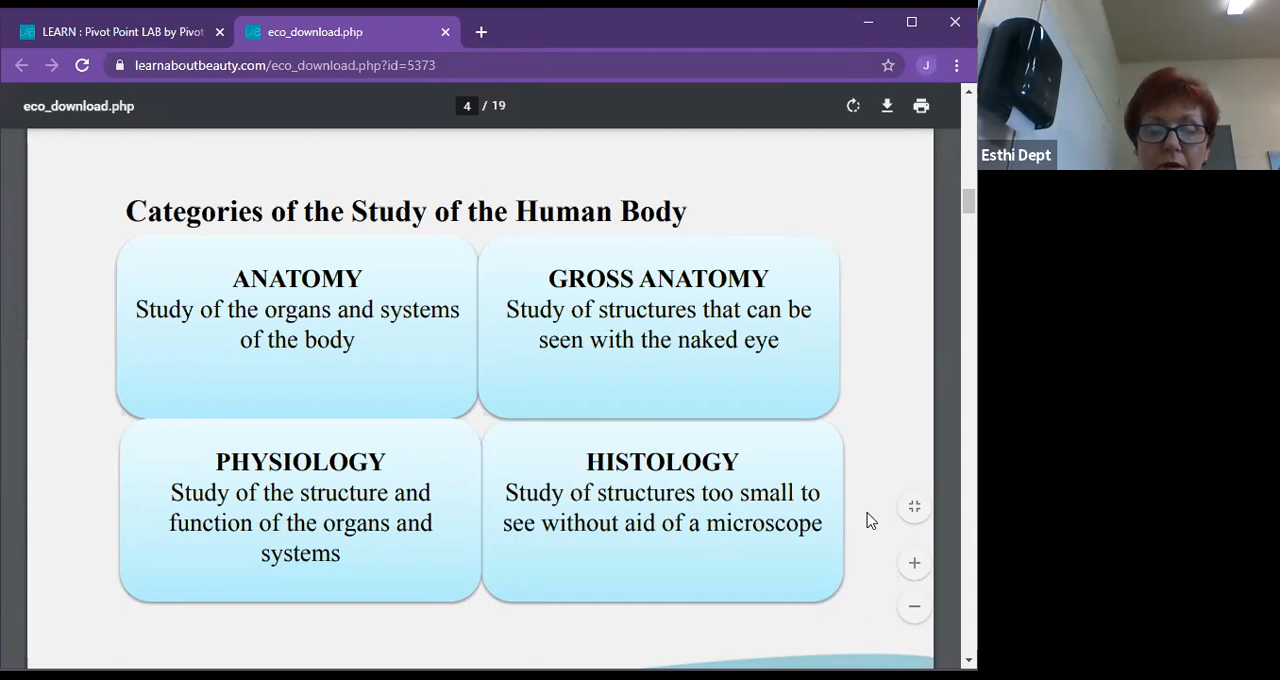 LEARN : Pivot Point LAB by Pivot
eco_download.php
learnaboutbeauty.com/eco_download.php?id=5373
J
eco_download.php
4 / 19
Esthi Dept
Categories of the Study of the Human Body
ANATOMY
Study of the organs and systems
of the body
GROSS ANATOMY
Study of structures that can be
seen with the naked eye
PHYSIOLOGY
Study of the structure and
function of the organs and
systems
HISTOLOGY
Study of structures too small to
see without aid of a microscope